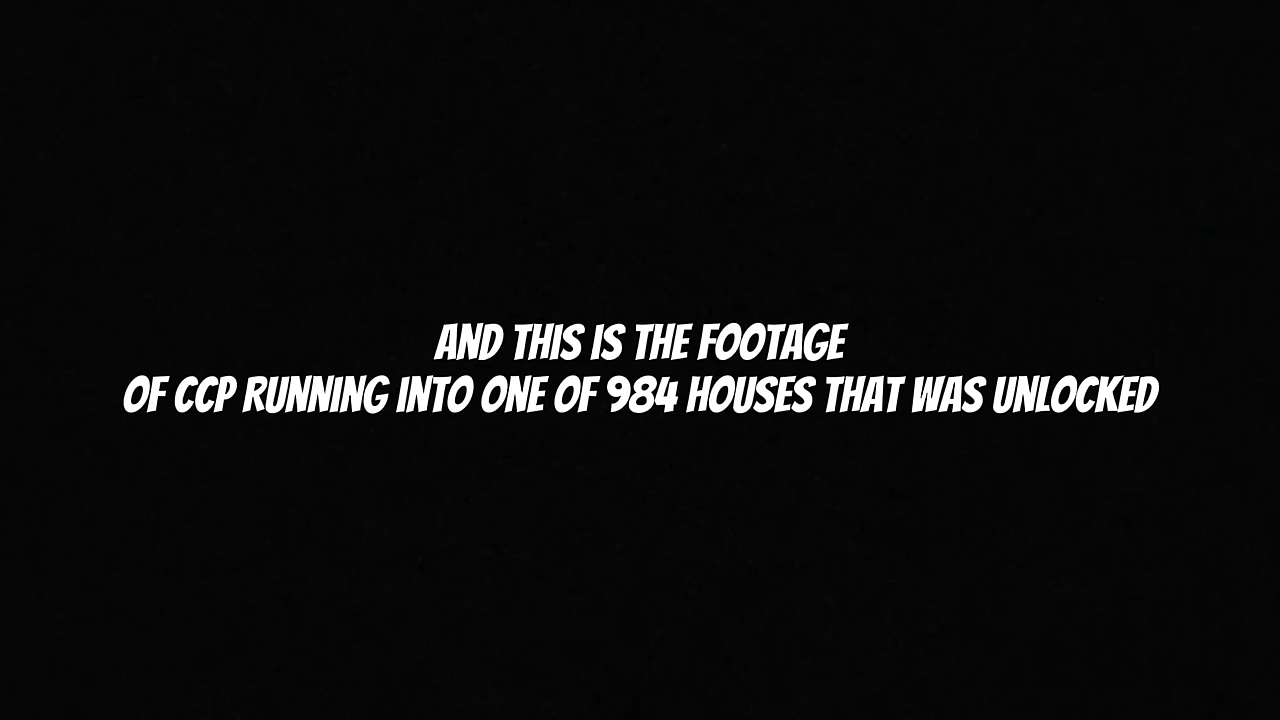 AND THIS IS THE FOOTAGE
OF CCP RUNNING INTO ONE OF 984 HOUSES THAT WAS UNLOCKED